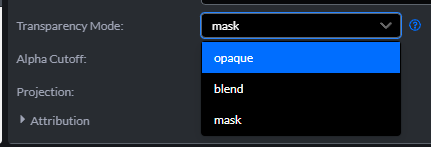 Transparency Mode: mask
Alpha Cutoff: opaque
Projection: blend
Attribution mask